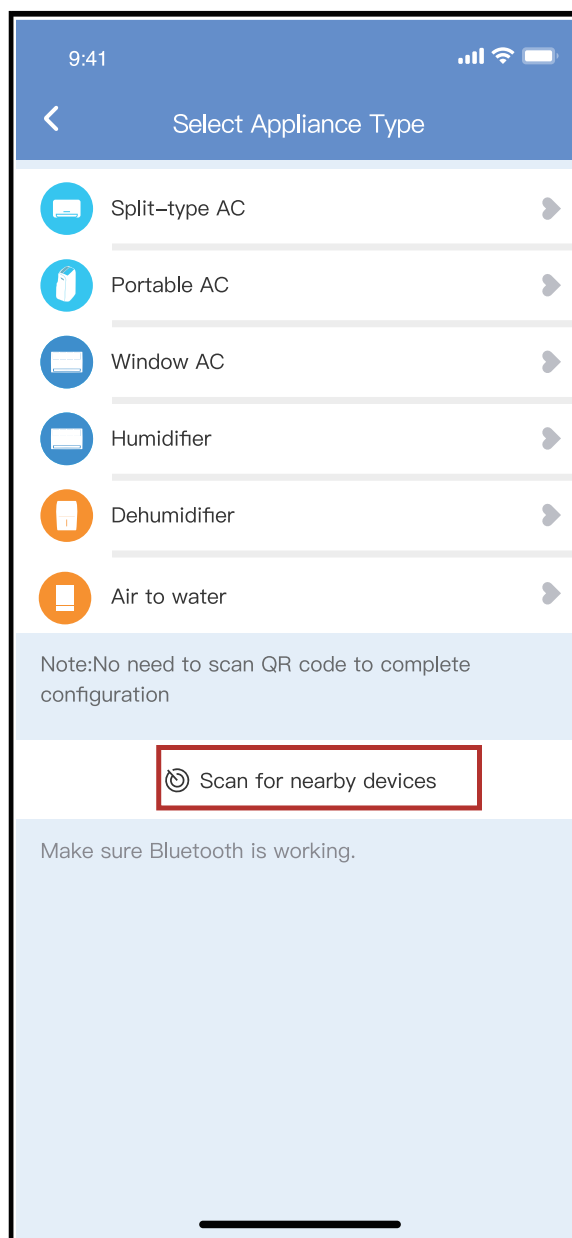 9:41
Select Appliance Type
Split-type AC
Portable AC
Window AC
Humidifier
Dehumidifier
Air to water
Note:No need to scan QR code to complete
configuration
Scan for nearby devices
Make sure Bluetooth is working.